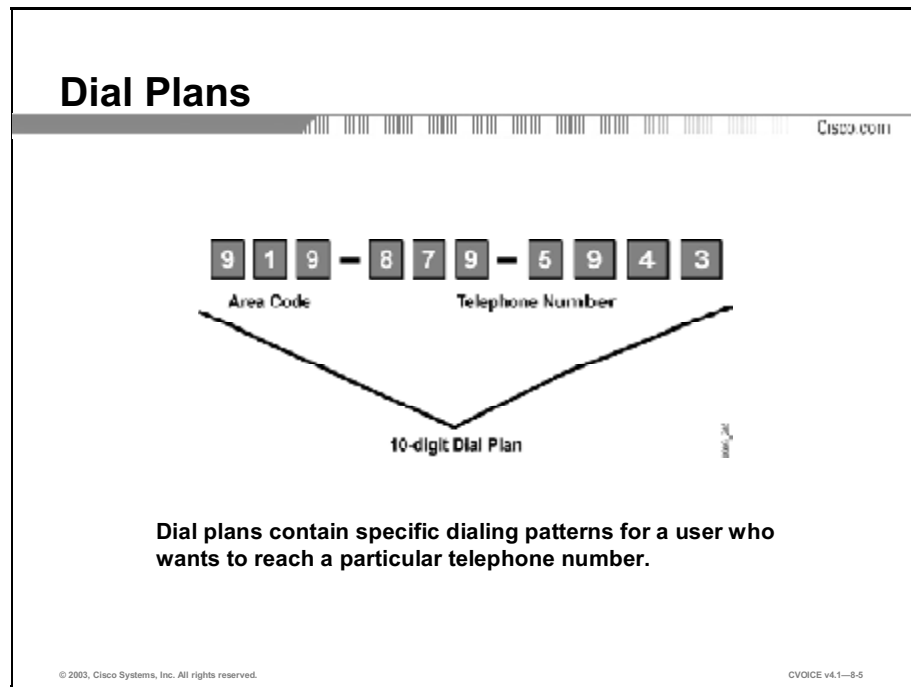 Dial Plans
Cisco.com
9 1 9 – 8 7 9 – 5 9 4 3
Area Code Telephone Number
10-digit Dial Plan
Dial plans contain specific dialing patterns for a user who
wants to reach a particular telephone number.
© 2003, Cisco Systems, Inc. All rights reserved. CVOICE v4.1—8-5